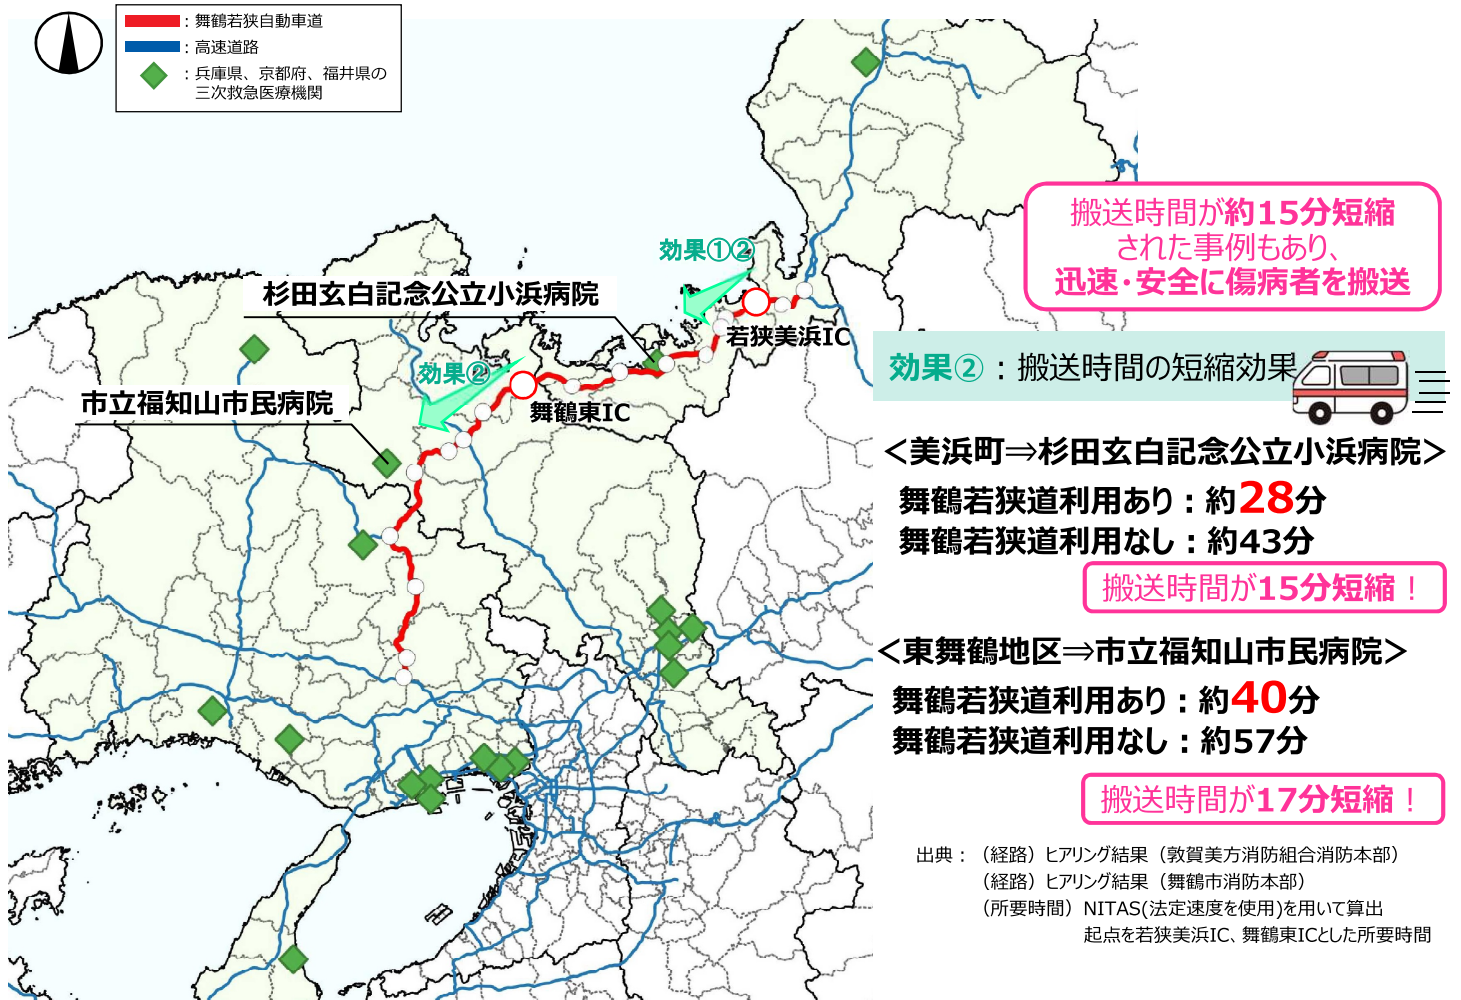 ：舞鶴若狭自動車道
：高速道路
：兵庫県、京都府、福井県の
三次救急医療機関
効果①②
杉田玄白記念公立小浜病院
若狭美浜IC
効果②
市立福知山市民病院
舞鶴東IC
搬送時間が約15分短縮
された事例もあり、
迅速・安全に傷病者を搬送
効果②：搬送時間の短縮効果
＜美浜町⇒杉田玄白記念公立小浜病院＞
舞鶴若狭道利用あり：約28分
舞鶴若狭道利用なし：約43分
搬送時間が15分短縮！
＜東舞鶴地区⇒市立福知山市民病院＞
舞鶴若狭道利用あり：約40分
舞鶴若狭道利用なし：約57分
搬送時間が17分短縮！
出典：（経路）ヒアリング結果（敦賀美方消防組合消防本部）
（経路）ヒアリング結果（舞鶴市消防本部）
（所要時間）NITAS(法定速度を使用)を用いて算出
起点を若狭美浜IC、舞鶴東ICとした所要時間